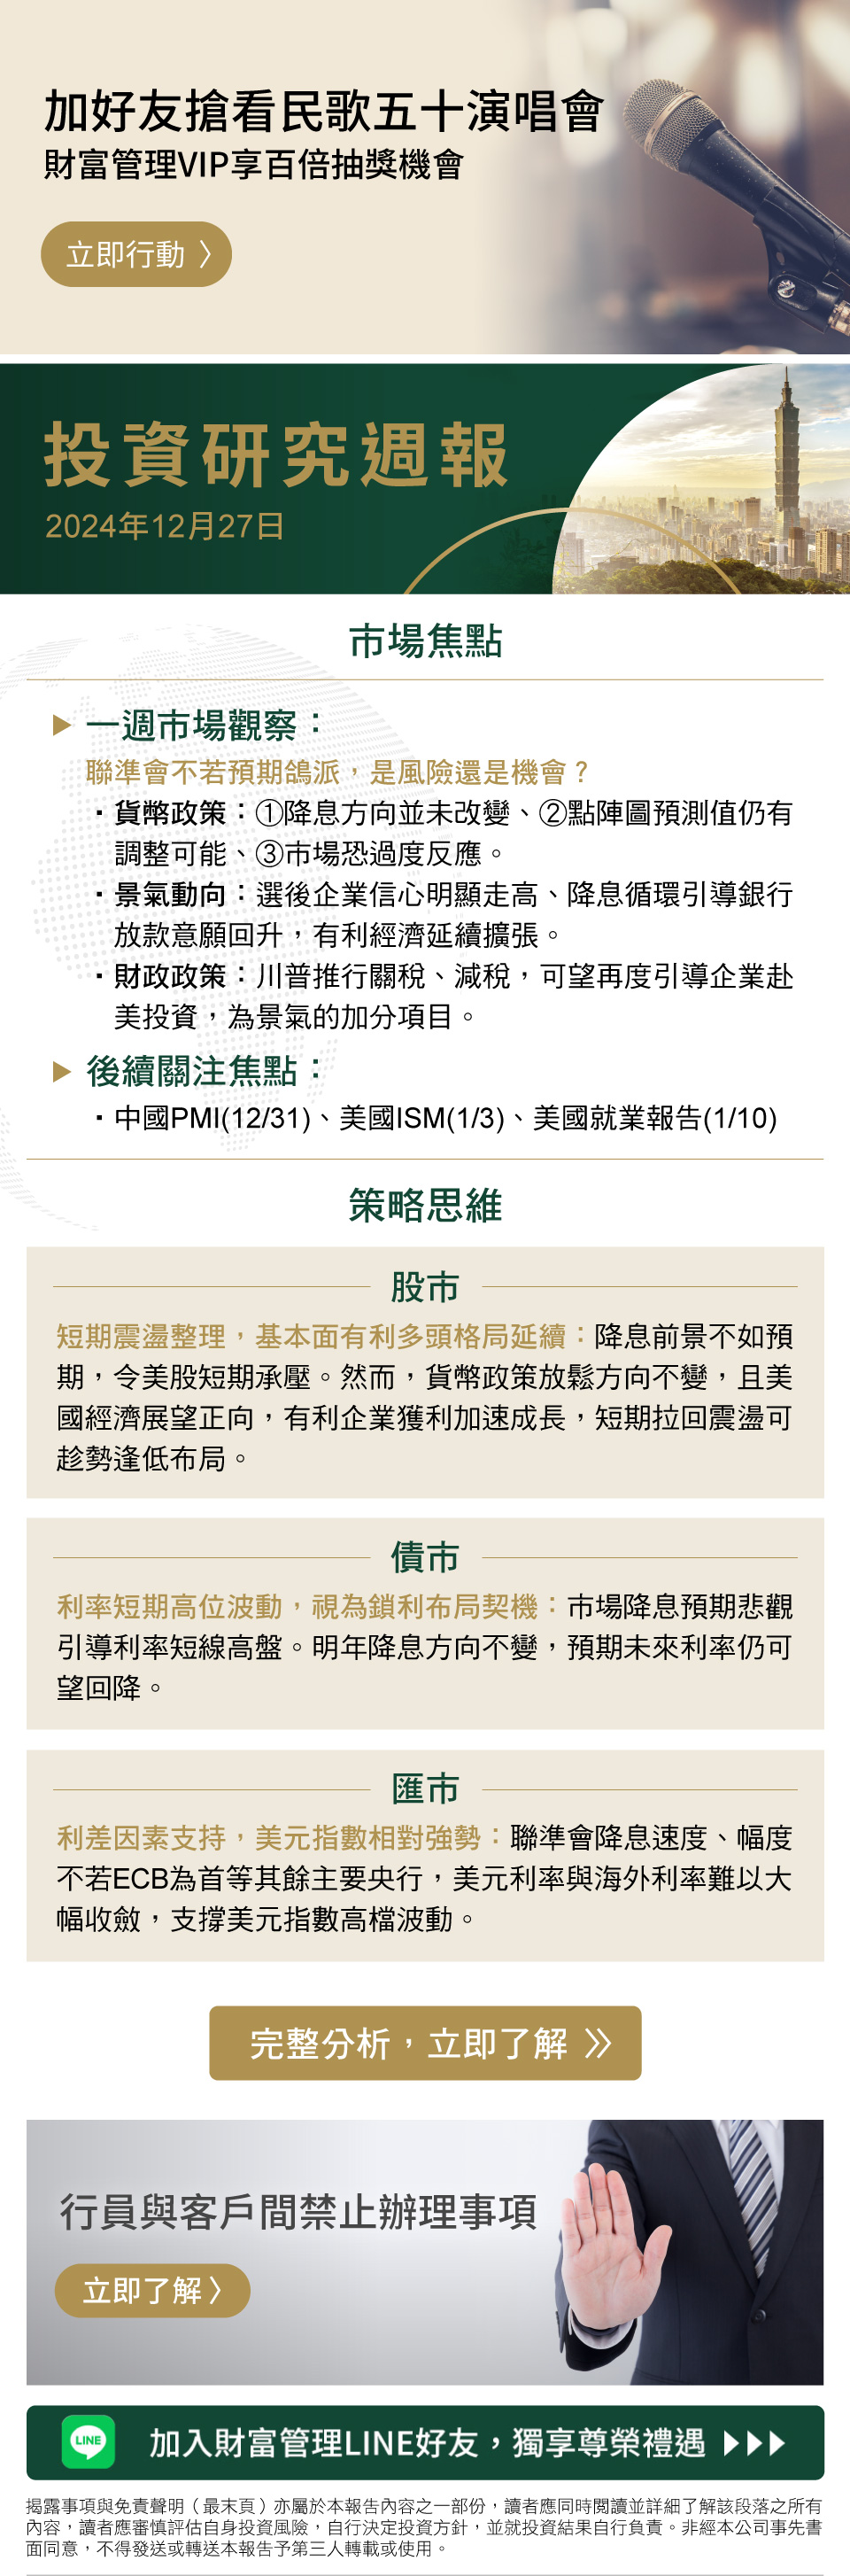 加好友搶看民歌五十演唱會
財富管理VIP享百倍抽獎機會
立即行動 〉
投資研究週報
2024年12月27日
市場焦點
▶ 一週市場觀察：
聯準會不若預期鴿派，是風險還是機會？
・貨幣政策：①降息方向並未改變、②點陣圖預測值仍有
調整可能、③市場恐過度反應。
・景氣動向：選後企業信心明顯走高、降息循環引導銀行
放款意願回升，有利經濟延續擴張。
・財政政策：川普推行關稅、減稅，可望再度引導企業赴
美投資，為景氣的加分項目。
▶ 後續關注焦點：
・中國PMI(12/31)、美國ISM(1/3)、美國就業報告(1/10)
策略思維
股市
短期震盪整理，基本面有利多頭格局延續：降息前景不如預
期，令美股短期承壓。然而，貨幣政策放鬆方向不變，且美
國經濟展望正向，有利企業獲利加速成長，短期拉回震盪可
趁勢逢低布局。
債市
利率短期高位波動，視為鎖利布局契機：市場降息預期悲觀
引導利率短線高盤。明年降息方向不變，預期未來利率仍可
望回降。
匯市
利差因素支持，美元指數相對強勢：聯準會降息速度、幅度
不若ECB為首等其餘主要央行，美元利率與海外利率難以大
幅收斂，支撐美元指數高檔波動。
完整分析，立即了解 》
行員與客戶間禁止辦理事項
立即了解 〉
LINE 加入財富管理LINE好友，獨享尊榮禮遇 ▶▶▶
揭露事項與免責聲明（最末頁）亦屬於本報告內容之一部份，讀者應同時閱讀並詳細了解該段落之所有
內容，讀者應審慎評估自身投資風險，自行決定投資方針，並就投資結果自行負責。非經本公司事先書
面同意，不得發送或轉送本報告予第三人轉載或使用。